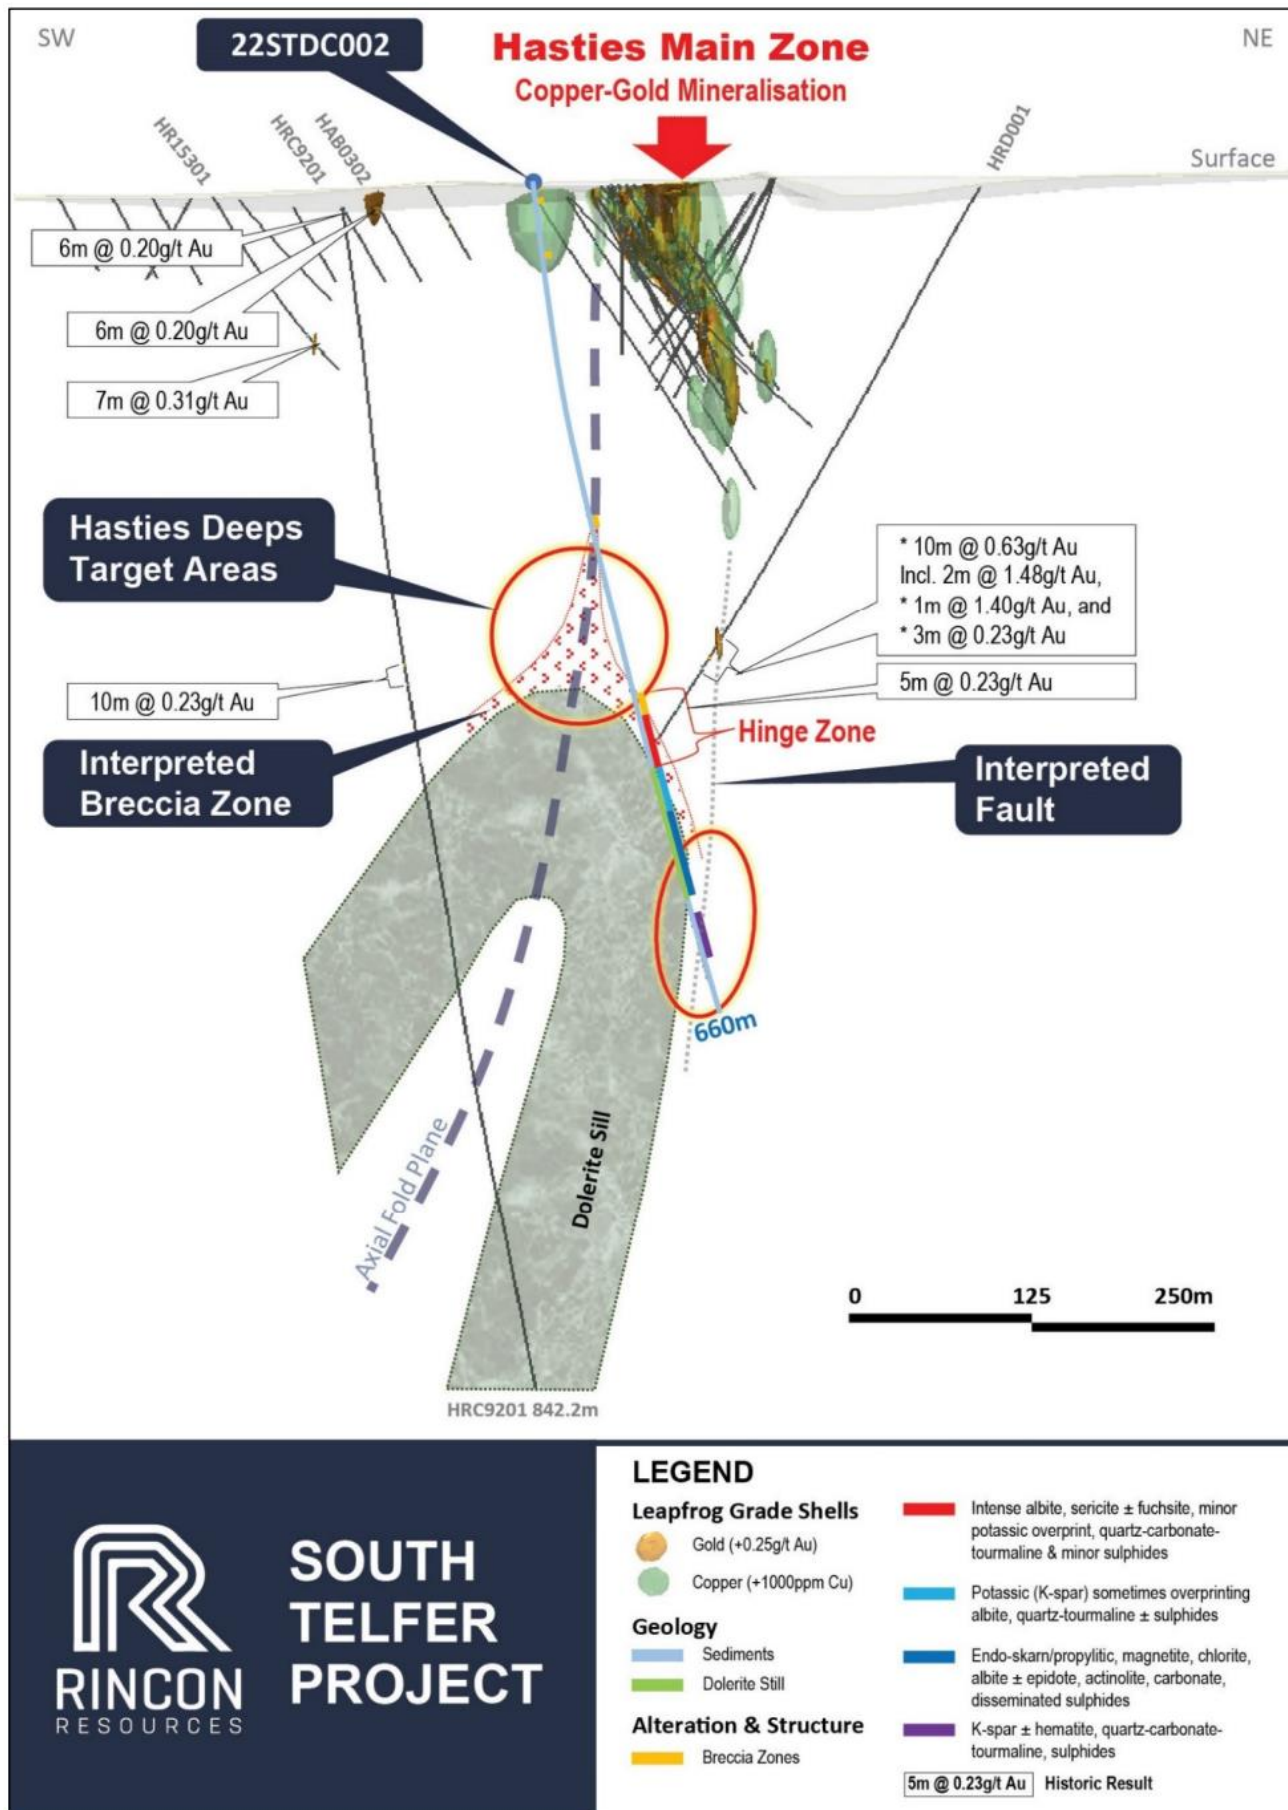 SW
22STDC002
Hasties Main Zone
Copper-Gold Mineralisation
NE
HR15301
HRC9201
HAB0302
HRD001
Surface
6m @ 0.20g/t Au
6m @ 0.20g/t Au
7m @ 0.31g/t Au
Hasties Deeps
Target Areas
* 10m @ 0.63g/t Au
Incl. 2m @ 1.48g/t Au,
* 1m @ 1.40g/t Au, and
* 3m @ 0.23g/t Au
5m @ 0.23g/t Au
10m @ 0.23g/t Au
Hinge Zone
Interpreted
Breccia Zone
Interpreted
Fault
660m
Axial Fold Plane
Dolerite Sill
0 125 250m
HRC9201 842.2m
RINCON
RESOURCES
SOUTH
TELFER
PROJECT
LEGEND
Leapfrog Grade Shells
Gold (+0.25g/t Au)
Copper (+1000ppm Cu)
Geology
Sediments
Dolerite Still
Alteration & Structure
Breccia Zones
Intense albite, sericite ± fuchsite, minor
potassic overprint, quartz-carbonate-
tourmaline & minor sulphides
Potassic (K-spar) sometimes overprinting
albite, quartz-tourmaline ± sulphides
Endo-skarn/propylitic, magnetite, chlorite,
albite ± epidote, actinolite, carbonate,
disseminated sulphides
K-spar ± hematite, quartz-carbonate-
tourmaline, sulphides
5m @ 0.23g/t Au Historic Result